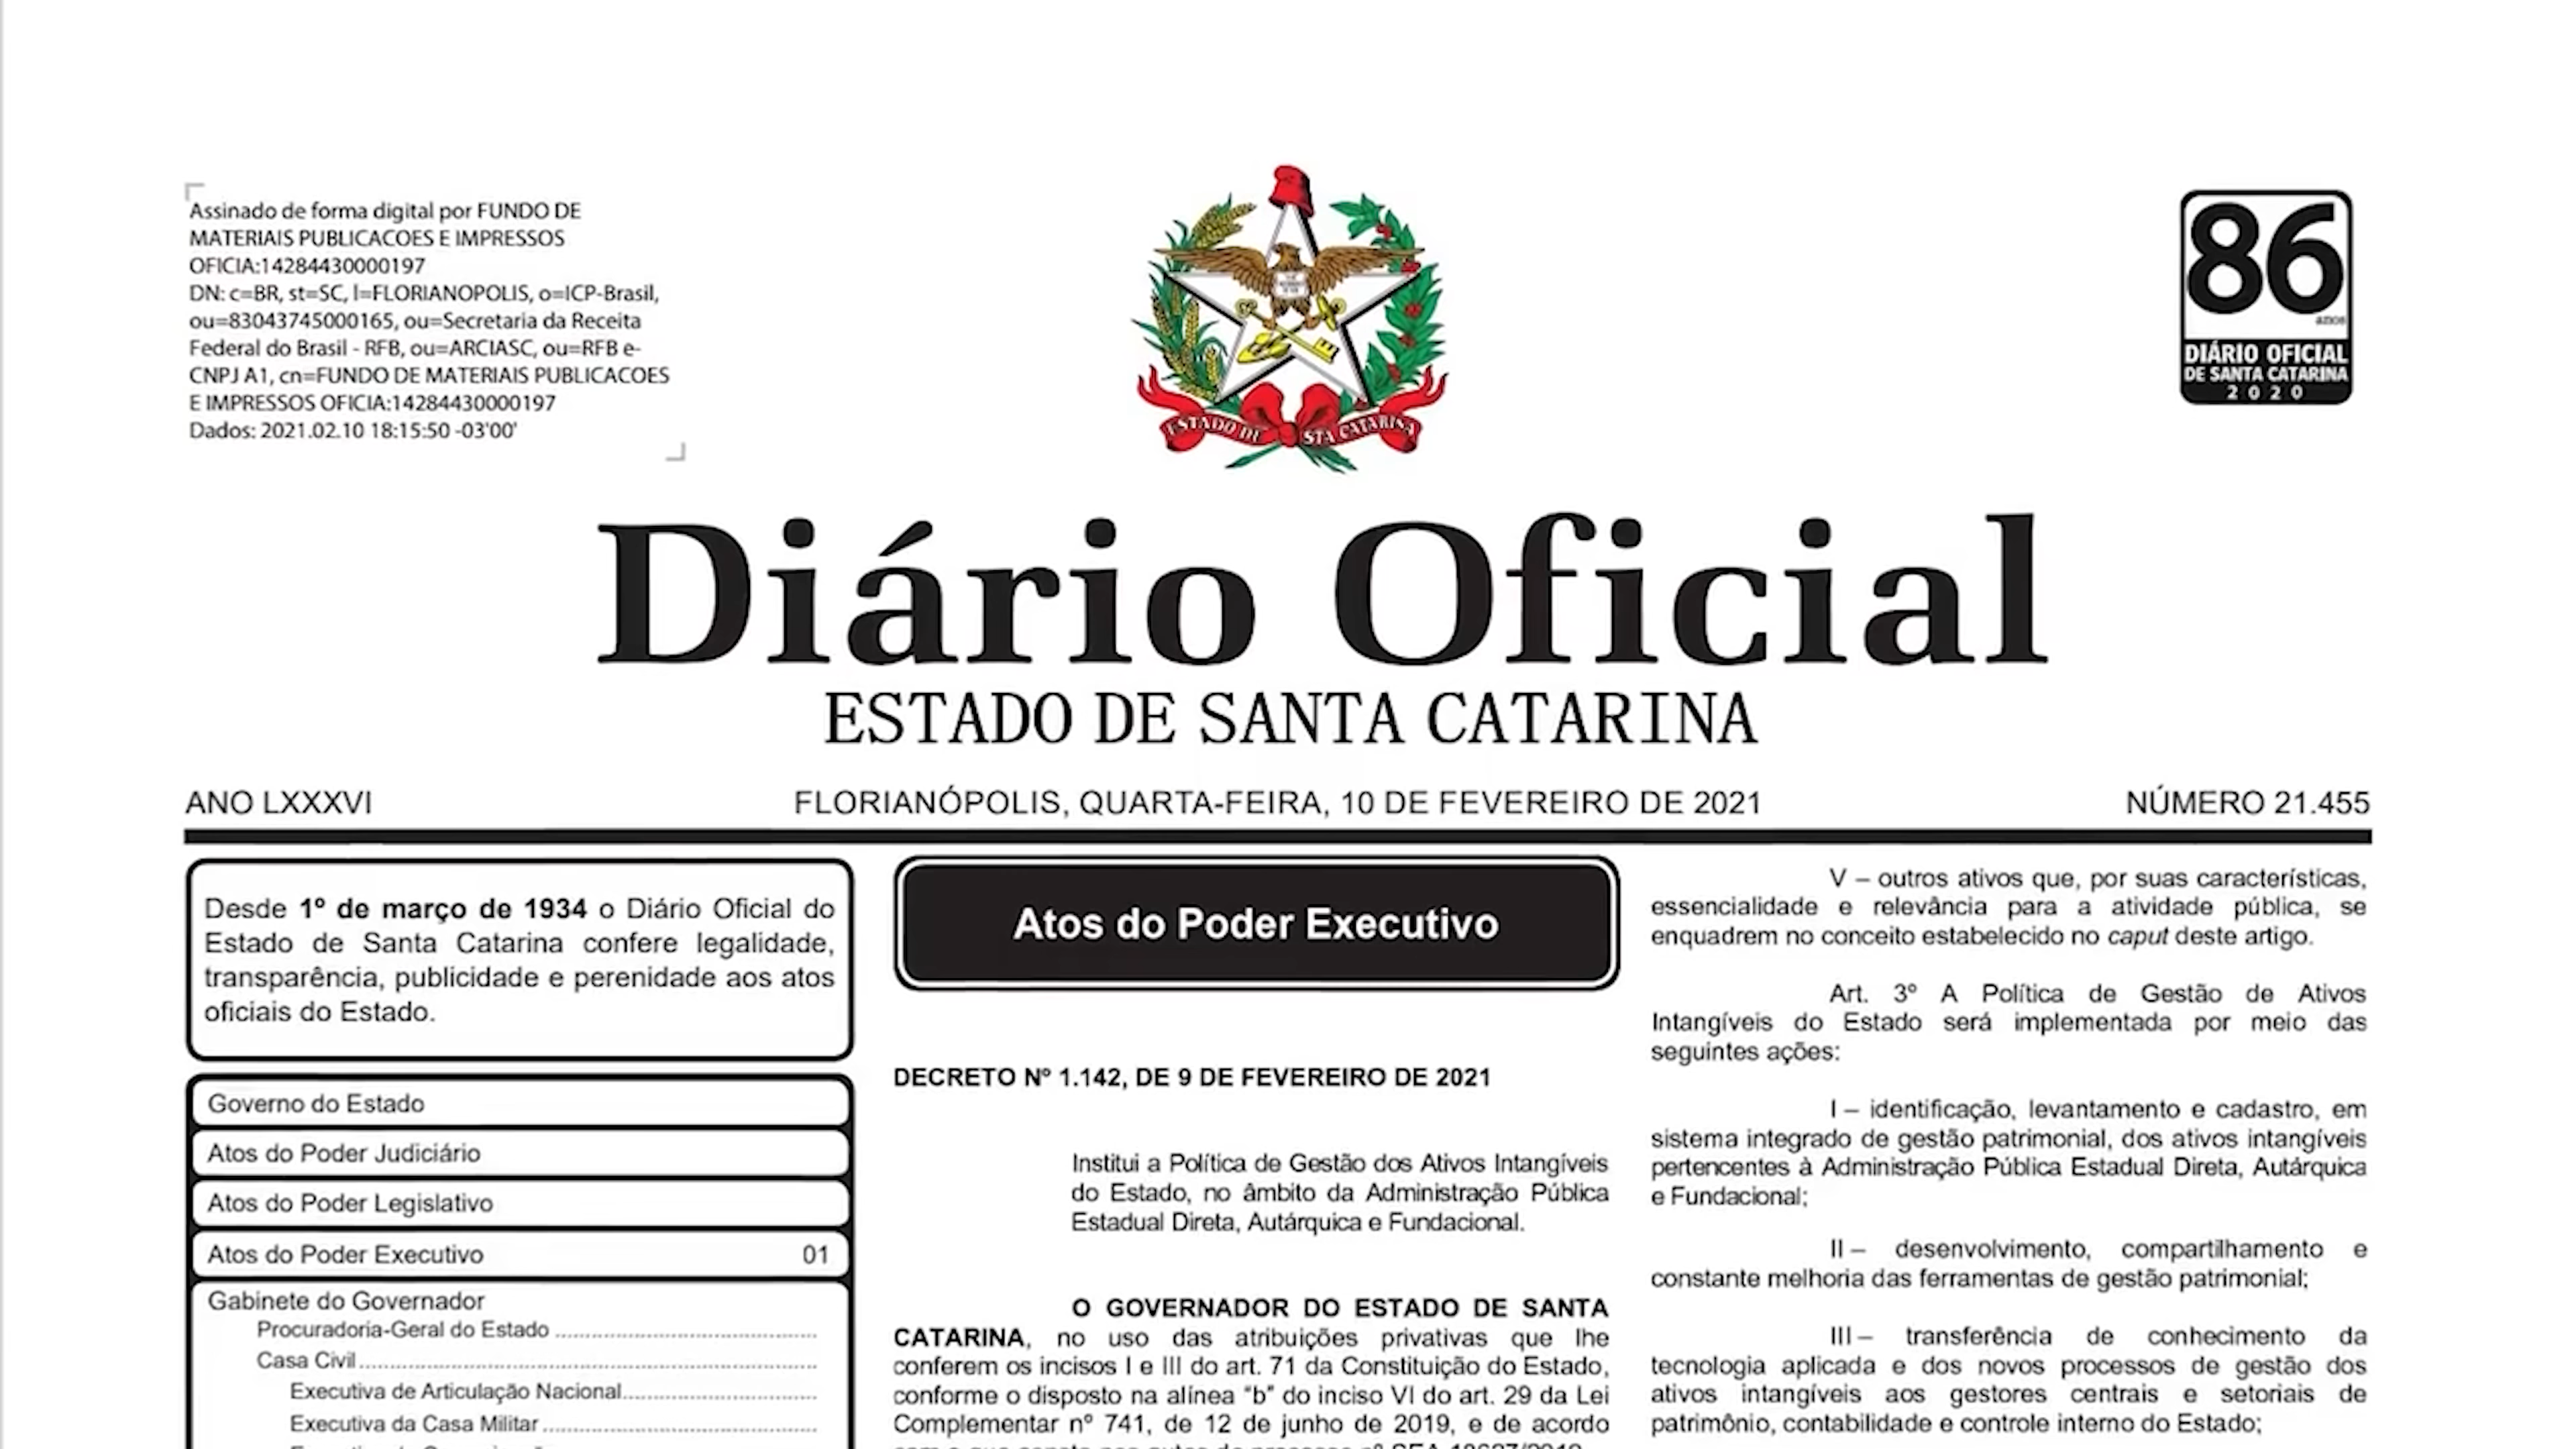 Assinado de forma digital por FUNDO DE
MATERIAIS PUBLICACOES E IMPRESSOS
OFICIA:14284430000197
DN: c=BR, st=SC, l=FLORIANOPOLIS, o=ICP-Brasil,
ou=83043745000165, ou=Secretaria da Receita
Federal do Brasil - RFB, ou=ARCIASC, ou=RFB e-
CNPJ A1, cn=FUNDO DE MATERIAIS PUBLICACOES
E IMPRESSOS OFICIA:14284430000197
Dados: 2021.02.10 18:15:50 -03'00'
ESTADO DE STA CATARINA
86
anos
DIÁRIO OFICIAL
DE SANTA CATARINA
2020
Diário Oficial
ESTADO DE SANTA CATARINA
ANO LXXXVI
FLORIANÓPOLIS, QUARTA-FEIRA, 10 DE FEVEREIRO DE 2021
NÚMERO 21.455
Desde 1º de março de 1934 o Diário Oficial do
Estado de Santa Catarina confere legalidade,
transparência, publicidade e perenidade aos atos
oficiais do Estado.
Governo do Estado
Atos do Poder Judiciário
Atos do Poder Legislativo
Atos do Poder Executivo 01
Gabinete do Governador
Procuradoria-Geral do Estado
Casa Civil
Executiva de Articulação Nacional
Executiva da Casa Militar
Atos do Poder Executivo
DECRETO Nº 1.142, DE 9 DE FEVEREIRO DE 2021
Institui a Política de Gestão dos Ativos Intangíveis
do Estado, no âmbito da Administração Pública
Estadual Direta, Autárquica e Fundacional.
O GOVERNADOR DO ESTADO DE SANTA
CATARINA, no uso das atribuições privativas que lhe
conferem os incisos I e III do art. 71 da Constituição do Estado,
conforme o disposto na alínea "b" do inciso VI do art. 29 da Lei
Complementar nº 741, de 12 de junho de 2019, e de acordo
V – outros ativos que, por suas características,
essencialidade e relevância para a atividade pública, se
enquadrem no conceito estabelecido no caput deste artigo.
Art. 3º A Política de Gestão de Ativos
Intangíveis do Estado será implementada por meio das
seguintes ações:
I – identificação, levantamento e cadastro, em
sistema integrado de gestão patrimonial, dos ativos intangíveis
pertencentes à Administração Pública Estadual Direta, Autárquica
e Fundacional;
II – desenvolvimento, compartilhamento e
constante melhoria das ferramentas de gestão patrimonial;
III – transferência de conhecimento da
tecnologia aplicada e dos novos processos de gestão dos
ativos intangíveis aos gestores centrais e setoriais de
patrimônio, contabilidade e controle interno do Estado;